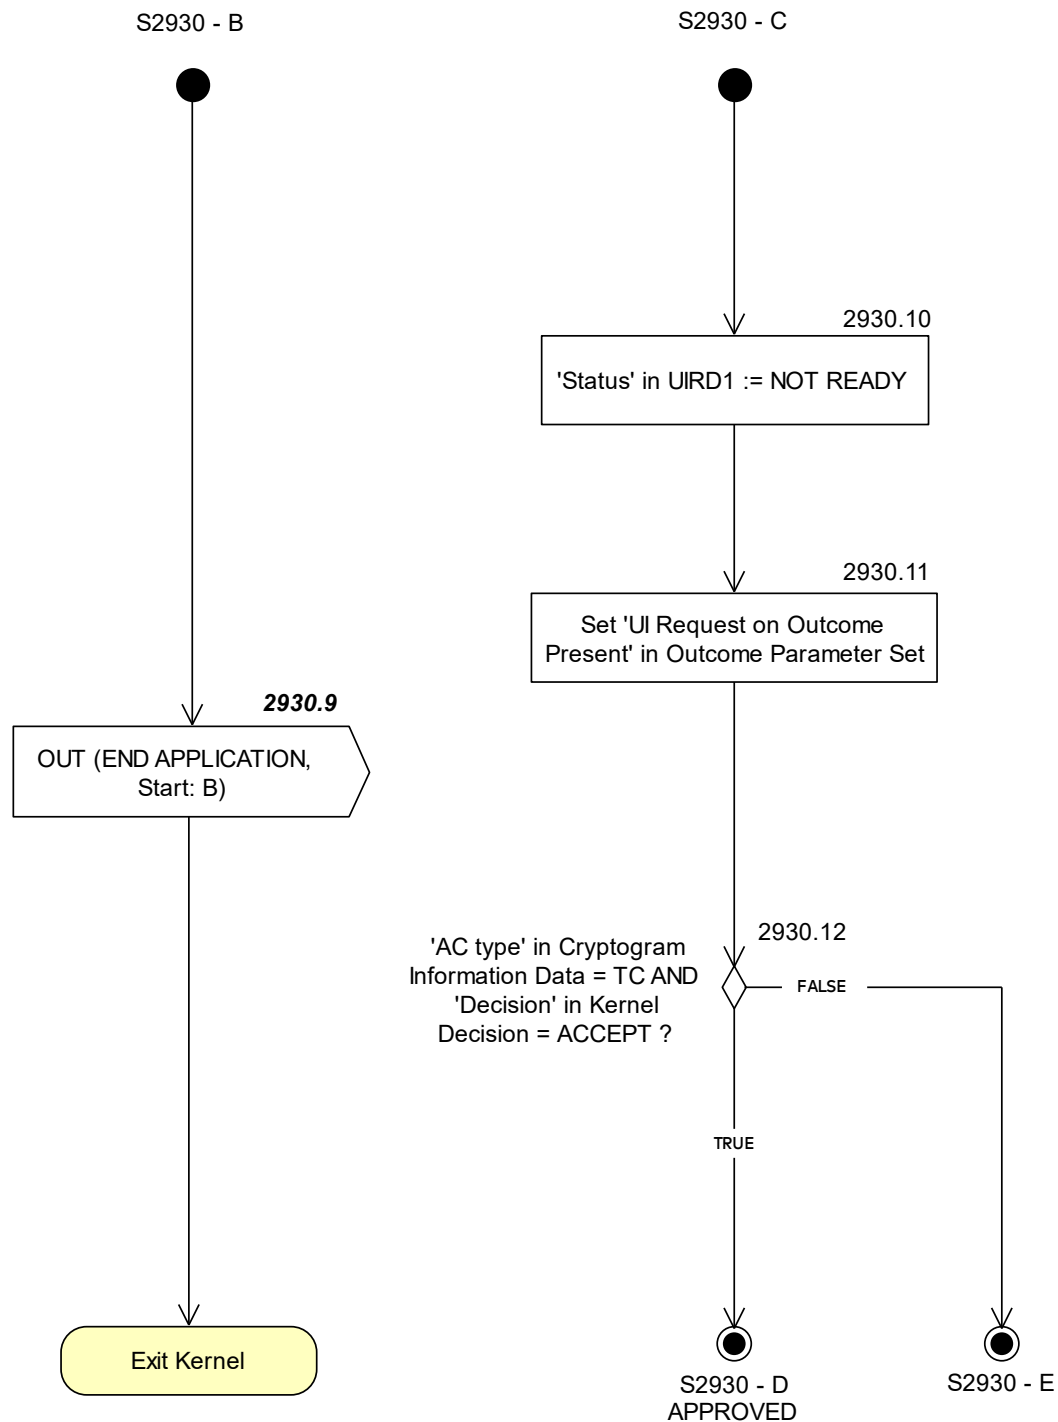 S2930 - B
S2930 - C
2930.10
'Status' in UIRD1 := NOT READY
2930.11
Set 'UI Request on Outcome
Present' in Outcome Parameter Set
2930.9
OUT (END APPLICATION,
Start: B)
2930.12
'AC type' in Cryptogram
Information Data = TC AND
'Decision' in Kernel
Decision = ACCEPT ?
FALSE
TRUE
Exit Kernel
S2930 - D
APPROVED
S2930 - E